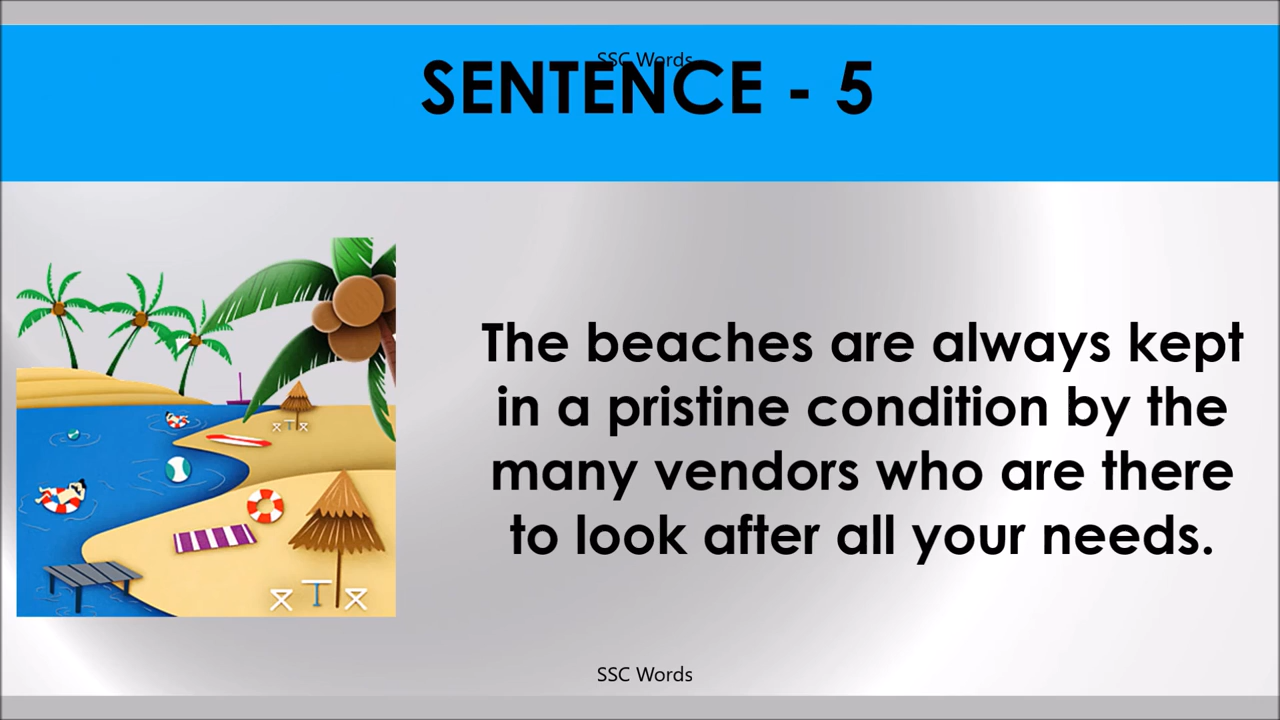 SSC Words
SENTENCE - 5
The beaches are always kept
in a pristine condition by the
many vendors who are there
to look after all your needs.
SSC Words